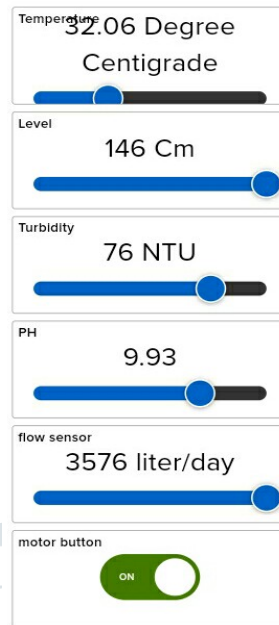 Temperature
32.06 Degree
Centigrade
Level
146 Cm
Turbidity
76 NTU
PH
9.93
flow sensor
3576 liter/day
motor button
ON